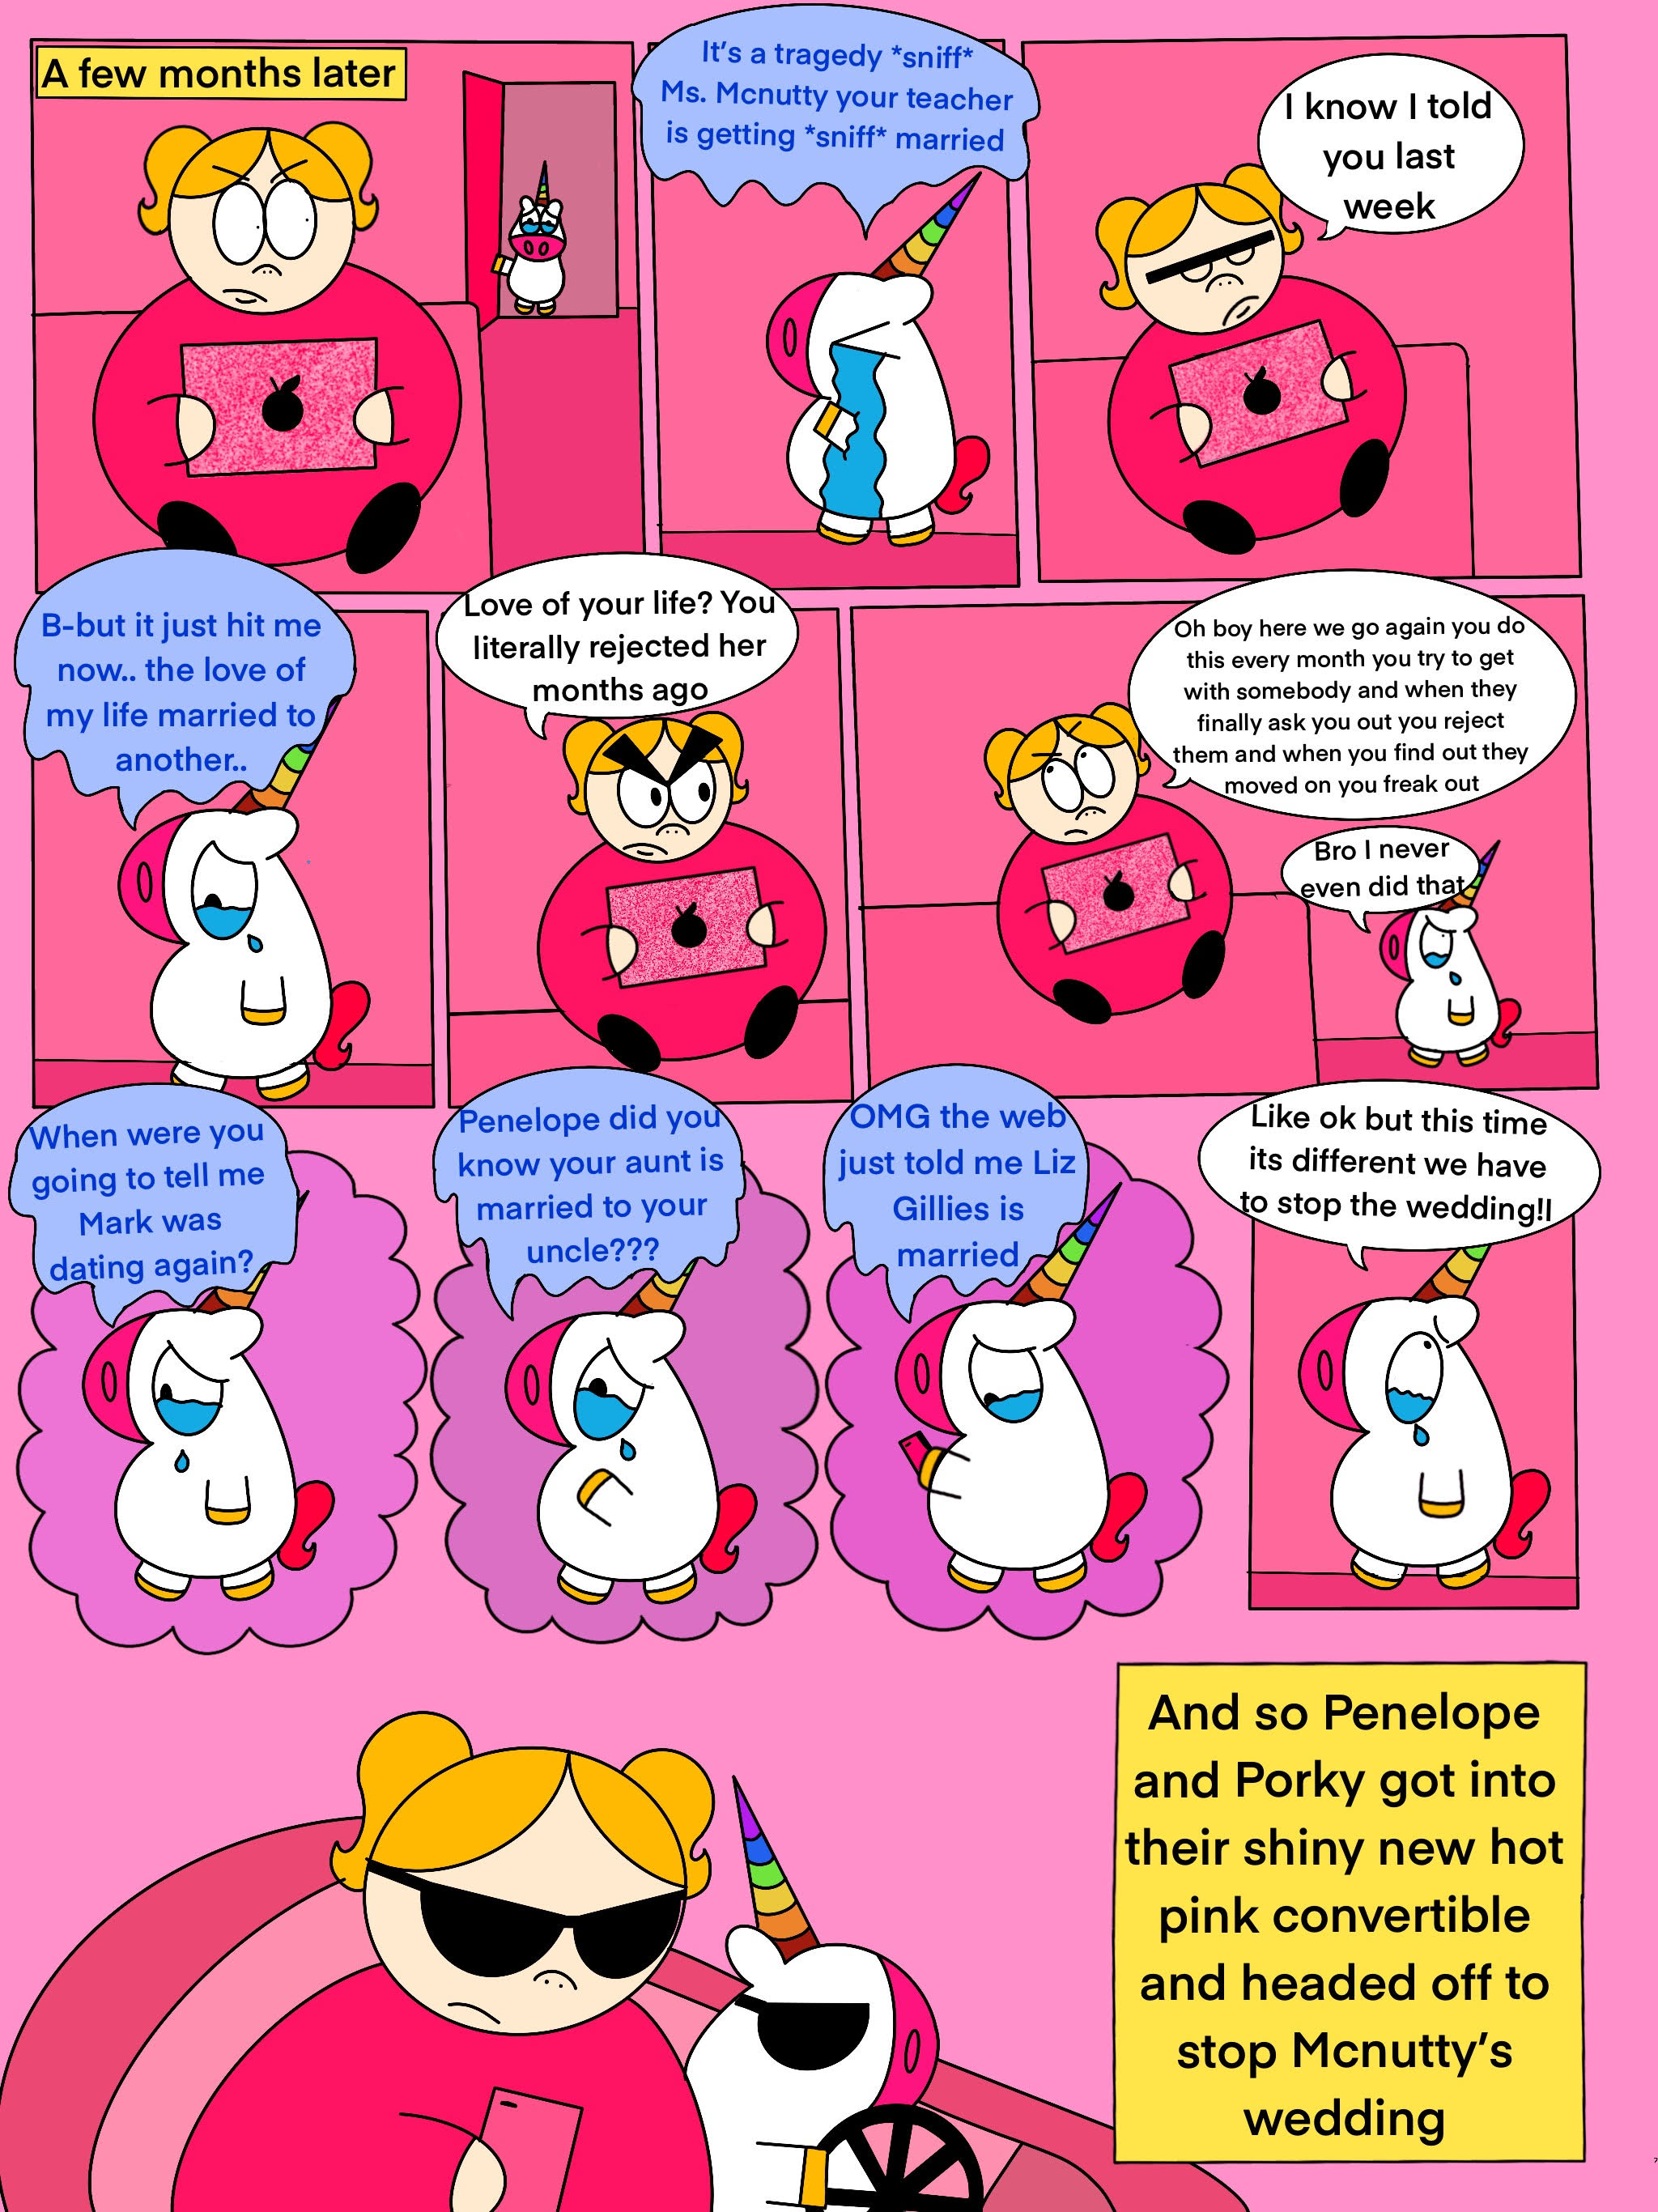 A few months later
It's a tragedy *sniff*
Ms. Mcnutty your teacher
is getting *sniff* married
I know I told
you last
week
B-but it just hit me
now.. the love of
my life married to
another..
Love of your life? You
literally rejected her
months ago
Oh boy here we go again you do
this every month you try to get
with somebody and when they
finally ask you out you reject
them and when you find out they
moved on you freak out
Bro I never
even did that
When were you
going to tell me
Mark was
dating again?
Penelope did you
know your aunt is
married to your
uncle???
OMG the web
just told me Liz
Gillies is
married
Like ok but this time
its different we have
to stop the wedding!!
And so Penelope
and Porky got into
their shiny new hot
pink convertible
and headed off to
stop Mcnutty's
wedding